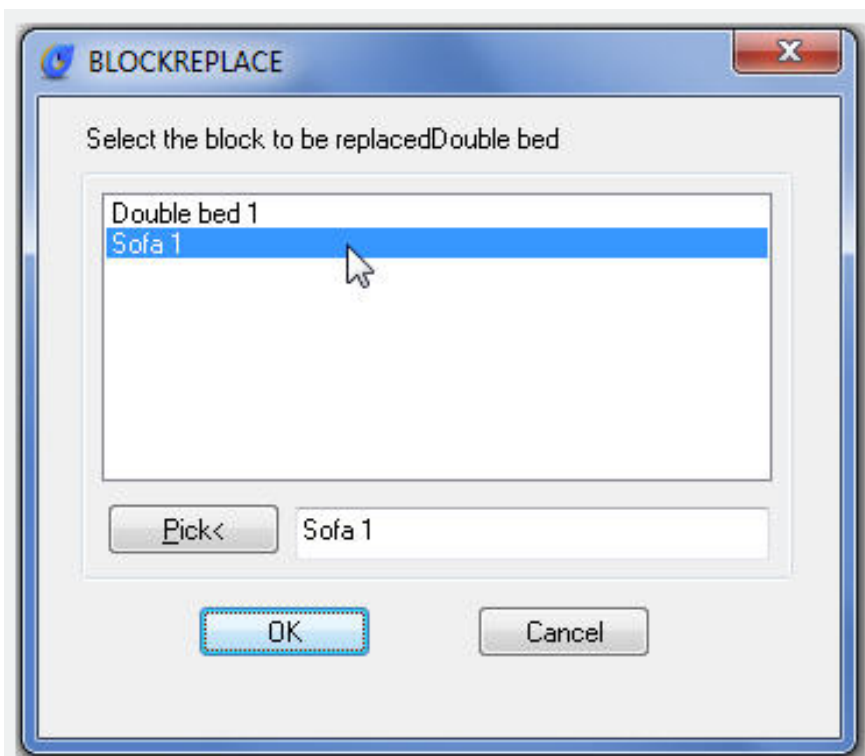 BLOCKREPLACE
Select the block to be replacedDouble bed
Double bed 1
Sofa 1
Pick< Sofa 1
OK Cancel